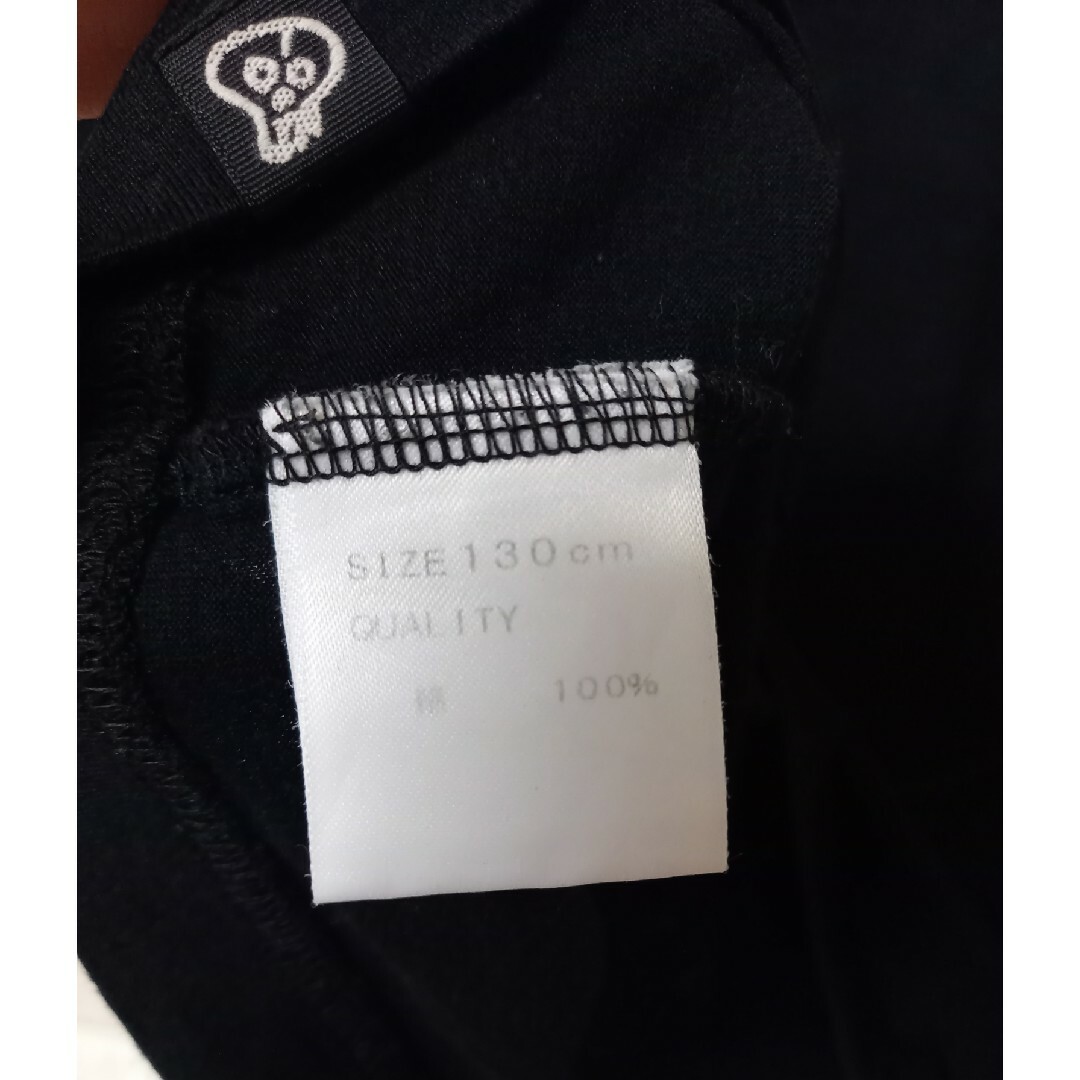 SIZE 130cm
QUALITY
綿 100%